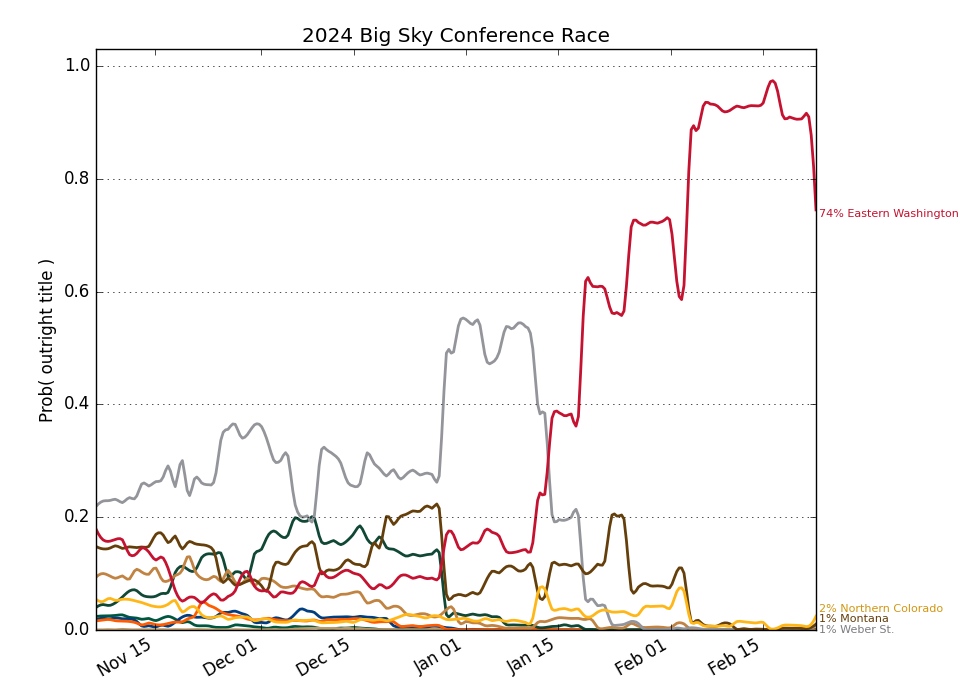 2024 Big Sky Conference Race
Prob( outright title )
1.0
0.8
0.6
0.4
0.2
0.0
Nov 15
Dec 01
Dec 15
Jan 01
Jan 15
Feb 01
Feb 15
74% Eastern Washington
2% Northern Colorado
1% Montana
1% Weber St.